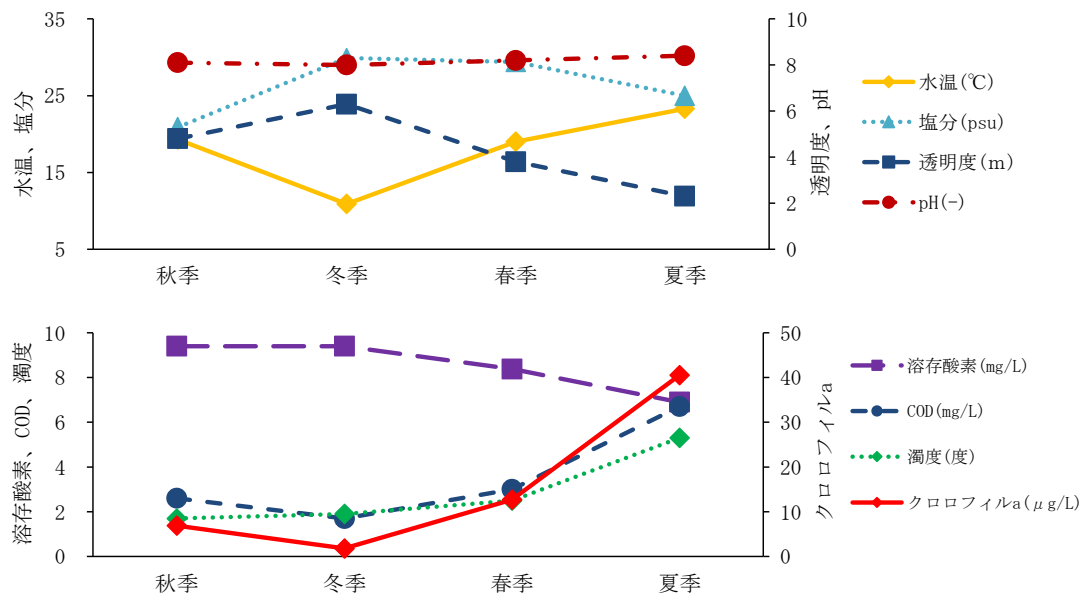 35
25
15
5
水温、塩分
10
8
6
4
2
0
透明度、pH
秋季
冬季
春季
夏季
水温(℃)
塩分(psu)
透明度(m)
pH(-)
10
8
6
4
2
0
溶存酸素、COD、濁度
50
40
30
20
10
0
クロロフィルa
秋季
冬季
春季
夏季
溶存酸素(mg/L)
COD(mg/L)
濁度(度)
クロロフィルa(μg/L)